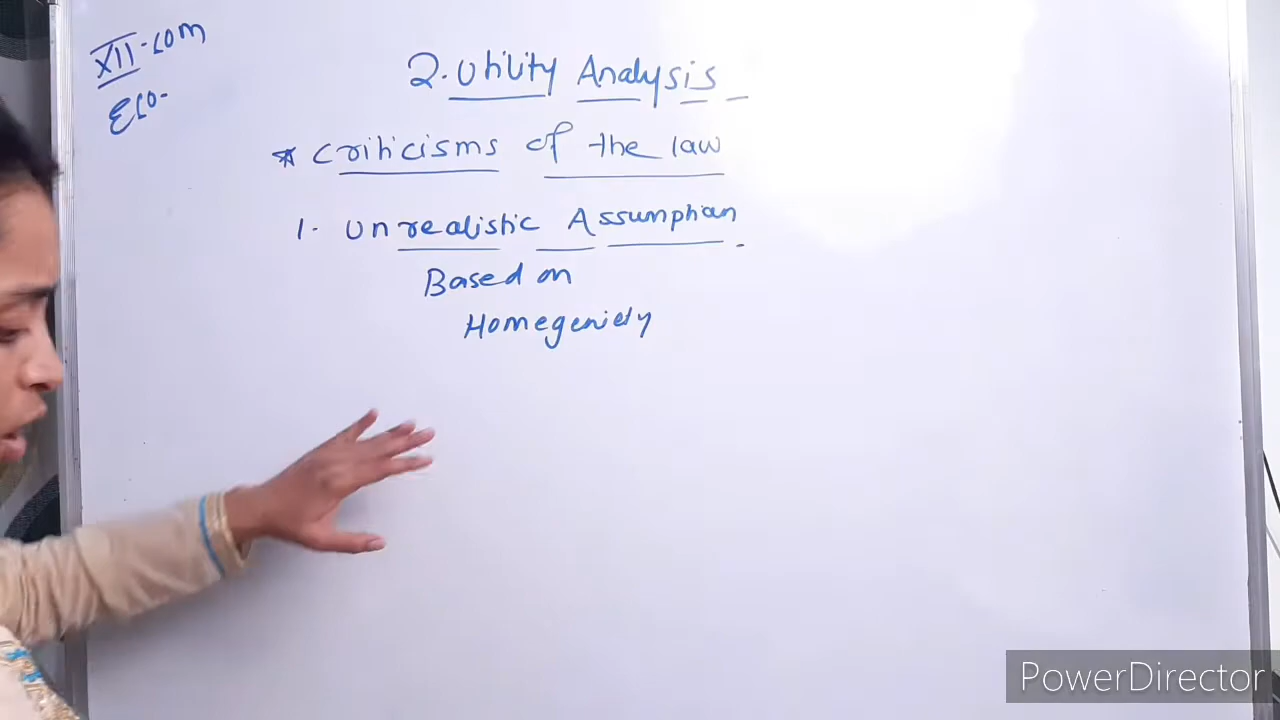 XII-com
Eco-
2. Utility Analysis
* Criticisms of the law
1. Unrealistic Assumption.
Based on
Homegeniety
PowerDirector